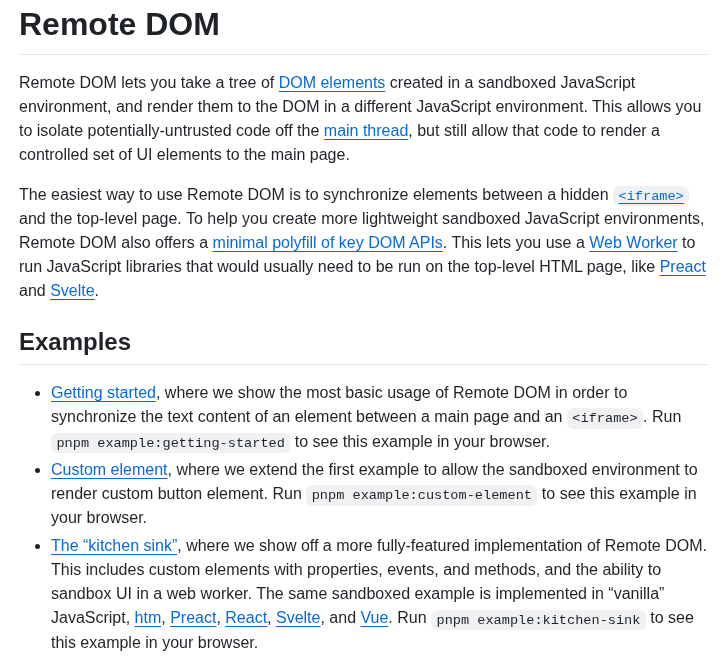 Remote DOM
Remote DOM lets you take a tree of DOM elements created in a sandboxed JavaScript
environment, and render them to the DOM in a different JavaScript environment. This allows you
to isolate potentially-untrusted code off the main thread, but still allow that code to render a
controlled set of UI elements to the main page.
The easiest way to use Remote DOM is to synchronize elements between a hidden <iframe>
and the top-level page. To help you create more lightweight sandboxed JavaScript environments,
Remote DOM also offers a minimal polyfill of key DOM APIs. This lets you use a Web Worker to
run JavaScript libraries that would usually need to be run on the top-level HTML page, like Preact
and Svelte.
Examples
• Getting started, where we show the most basic usage of Remote DOM in order to
synchronize the text content of an element between a main page and an <iframe>. Run
pnpm example:getting-started to see this example in your browser.
• Custom element, where we extend the first example to allow the sandboxed environment to
render custom button element. Run pnpm example:custom-element to see this example in
your browser.
• The “kitchen sink”, where we show off a more fully-featured implementation of Remote DOM.
This includes custom elements with properties, events, and methods, and the ability to
sandbox UI in a web worker. The same sandboxed example is implemented in “vanilla”
JavaScript, htm, Preact, React, Svelte, and Vue. Run pnpm example:kitchen-sink to see
this example in your browser.